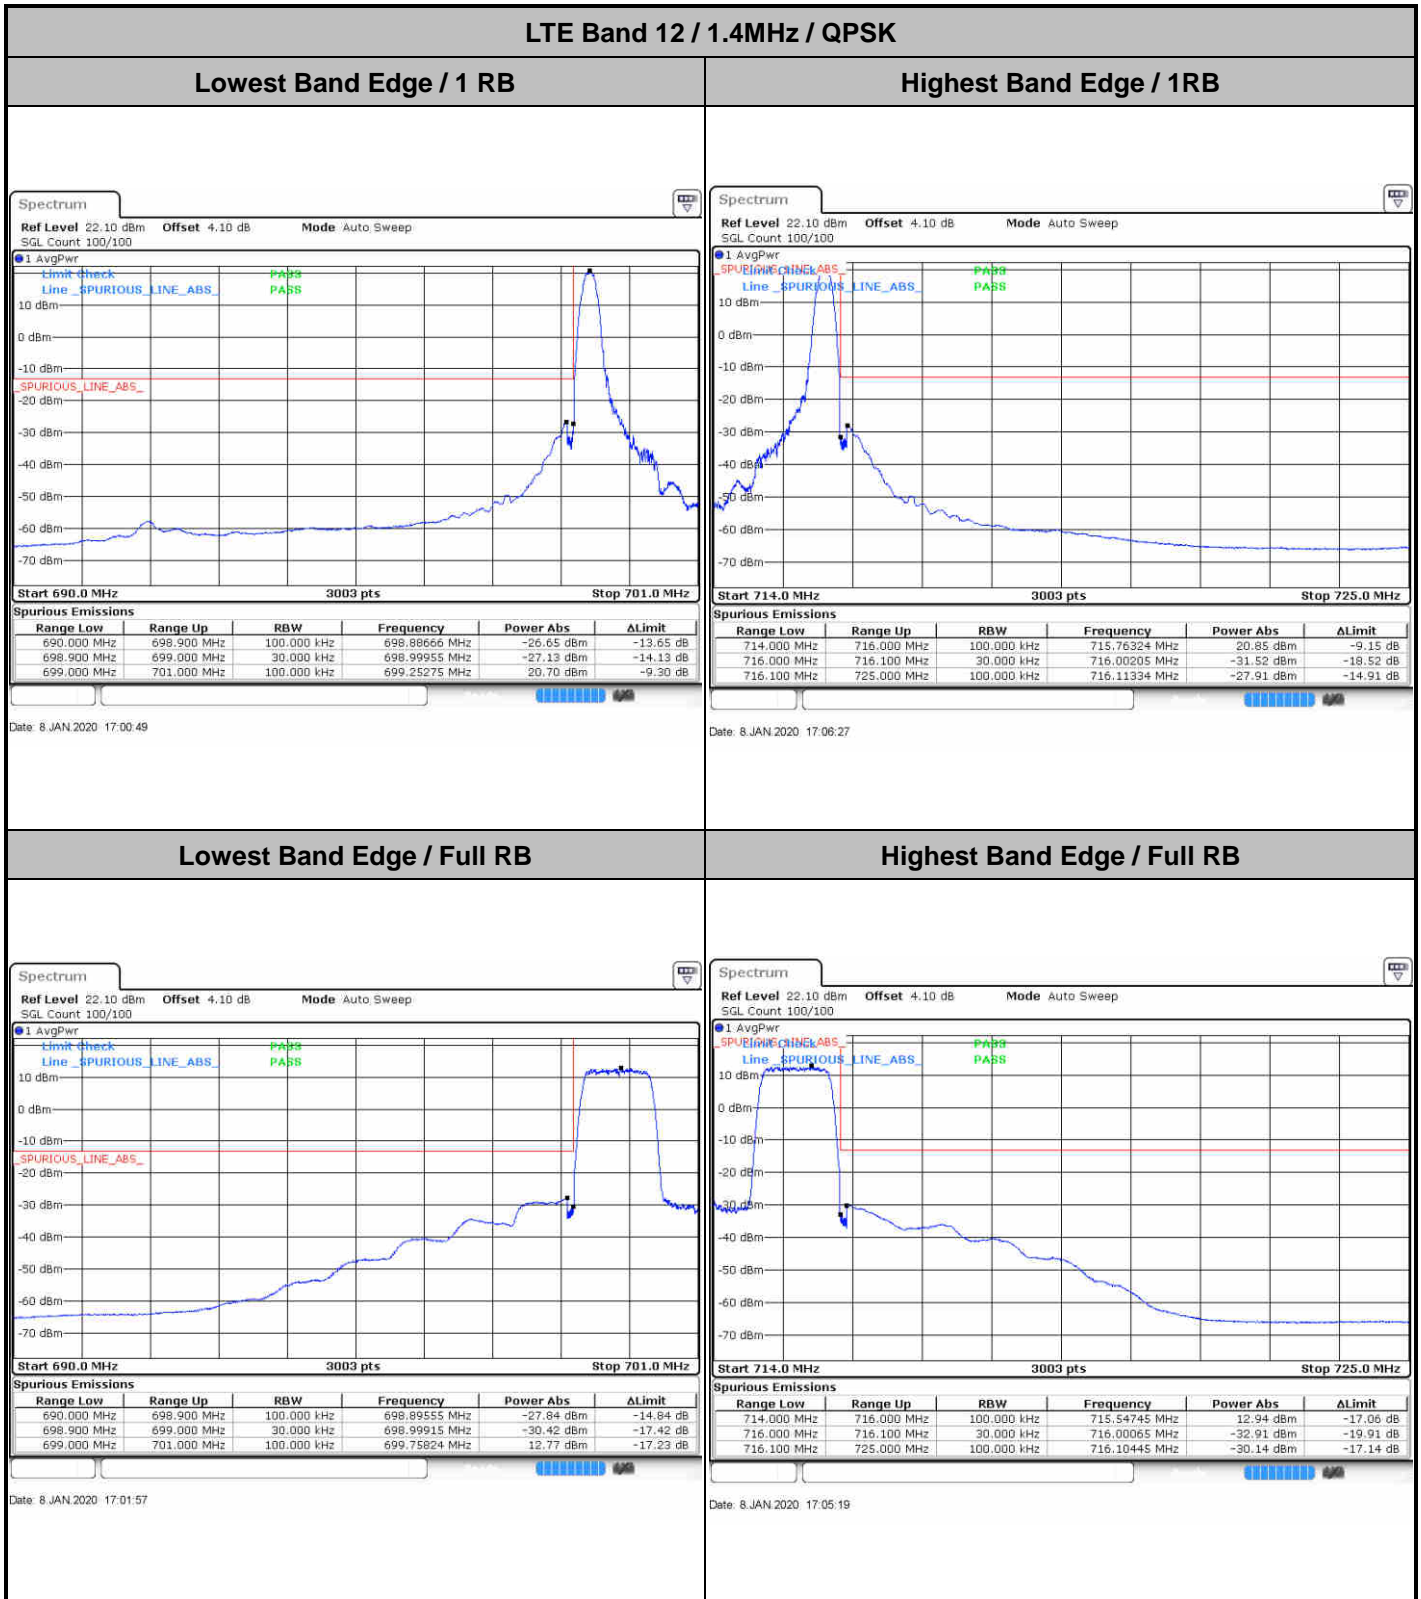 LTE Band 12 / 1.4MHz / QPSK
Lowest Band Edge / 1 RB
Highest Band Edge / 1RB
Spectrum
Ref Level 22.10 dBm Offset 4.10 dB Mode Auto Sweep
SGL Count 100/100
1 AvgPwr
Limit Check PASS
Line _SPURIOUS_LINE_ABS_ PASS
10 dBm
0 dBm
-10 dBm
_SPURIOUS_LINE_ABS_
-20 dBm
-30 dBm
-40 dBm
-50 dBm
-60 dBm
-70 dBm
Start 690.0 MHz 3003 pts Stop 701.0 MHz
Spurious Emissions
Range Low Range Up RBW Frequency Power Abs ΔLimit
690.000 MHz 698.900 MHz 100.000 kHz 698.88666 MHz -26.65 dBm -13.65 dB
698.900 MHz 699.000 MHz 30.000 kHz 698.99955 MHz -27.13 dBm -14.13 dB
699.000 MHz 701.000 MHz 100.000 kHz 699.25275 MHz 20.70 dBm -9.30 dB
Date: 8.JAN.2020 17:00:49
Spectrum
Ref Level 22.10 dBm Offset 4.10 dB Mode Auto Sweep
SGL Count 100/100
1 AvgPwr
_SPURIOUS_LINE_ABS_
Limit Check PASS
Line _SPURIOUS_LINE_ABS_ PASS
10 dBm
0 dBm
-10 dBm
-20 dBm
-30 dBm
-40 dBm
-50 dBm
-60 dBm
-70 dBm
Start 714.0 MHz 3003 pts Stop 725.0 MHz
Spurious Emissions
Range Low Range Up RBW Frequency Power Abs ΔLimit
714.000 MHz 716.000 MHz 100.000 kHz 715.76324 MHz 20.85 dBm -9.15 dB
716.000 MHz 716.100 MHz 30.000 kHz 716.00205 MHz -31.52 dBm -18.52 dB
716.100 MHz 725.000 MHz 100.000 kHz 716.11334 MHz -27.91 dBm -14.91 dB
Date: 8.JAN.2020 17:06:27
Lowest Band Edge / Full RB
Highest Band Edge / Full RB
Spectrum
Ref Level 22.10 dBm Offset 4.10 dB Mode Auto Sweep
SGL Count 100/100
1 AvgPwr
Limit Check PASS
Line _SPURIOUS_LINE_ABS_ PASS
10 dBm
0 dBm
-10 dBm
_SPURIOUS_LINE_ABS_
-20 dBm
-30 dBm
-40 dBm
-50 dBm
-60 dBm
-70 dBm
Start 690.0 MHz 3003 pts Stop 701.0 MHz
Spurious Emissions
Range Low Range Up RBW Frequency Power Abs ΔLimit
690.000 MHz 698.900 MHz 100.000 kHz 698.89555 MHz -27.84 dBm -14.84 dB
698.900 MHz 699.000 MHz 30.000 kHz 698.99915 MHz -30.42 dBm -17.42 dB
699.000 MHz 701.000 MHz 100.000 kHz 699.75824 MHz 12.77 dBm -17.23 dB
Date: 8.JAN.2020 17:01:57
Spectrum
Ref Level 22.10 dBm Offset 4.10 dB Mode Auto Sweep
SGL Count 100/100
1 AvgPwr
_SPURIOUS_LINE_ABS_
Limit Check PASS
Line _SPURIOUS_LINE_ABS_ PASS
10 dBm
0 dBm
-10 dBm
-20 dBm
-30 dBm
-40 dBm
-50 dBm
-60 dBm
-70 dBm
Start 714.0 MHz 3003 pts Stop 725.0 MHz
Spurious Emissions
Range Low Range Up RBW Frequency Power Abs ΔLimit
714.000 MHz 716.000 MHz 100.000 kHz 715.54745 MHz 12.94 dBm -17.06 dB
716.000 MHz 716.100 MHz 30.000 kHz 716.00065 MHz -32.91 dBm -19.91 dB
716.100 MHz 725.000 MHz 100.000 kHz 716.10445 MHz -30.14 dBm -17.14 dB
Date: 8.JAN.2020 17:05:19